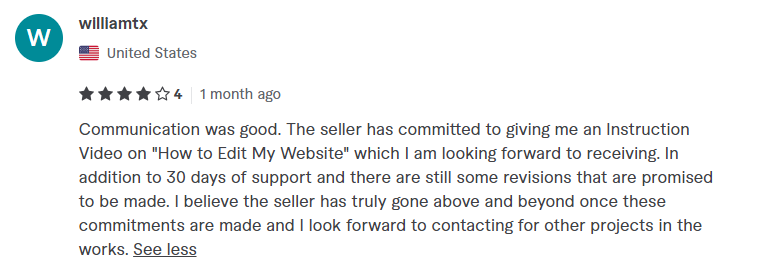 W
williamtx
United States
4 1 month ago
Communication was good. The seller has committed to giving me an Instruction
Video on "How to Edit My Website" which I am looking forward to receiving. In
addition to 30 days of support and there are still some revisions that are promised
to be made. I believe the seller has truly gone above and beyond once these
commitments are made and I look forward to contacting for other projects in the
works. See less